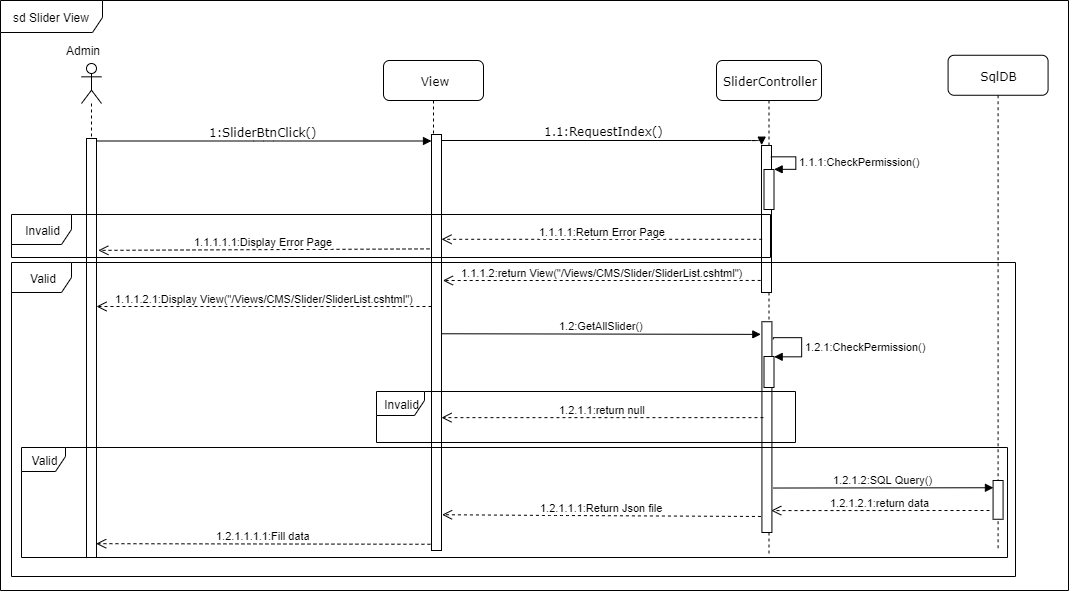 sd Slider View
Admin
View
SliderController
SqlDB
1:SliderBtnClick()
1.1:RequestIndex()
1.1.1:CheckPermission()
Invalid
1.1.1.1:Return Error Page
1.1.1.1.1:Display Error Page
Valid
1.1.1.2:return View("/Views/CMS/Slider/SliderList.cshtml")
1.1.1.2.1:Display View("/Views/CMS/Slider/SliderList.cshtml")
1.2:GetAllSlider()
1.2.1:CheckPermission()
Invalid
1.2.1.1:return null
Valid
1.2.1.2:SQL Query()
1.2.1.2.1:return data
1.2.1.1.1:Return Json file
1.2.1.1.1.1:Fill data